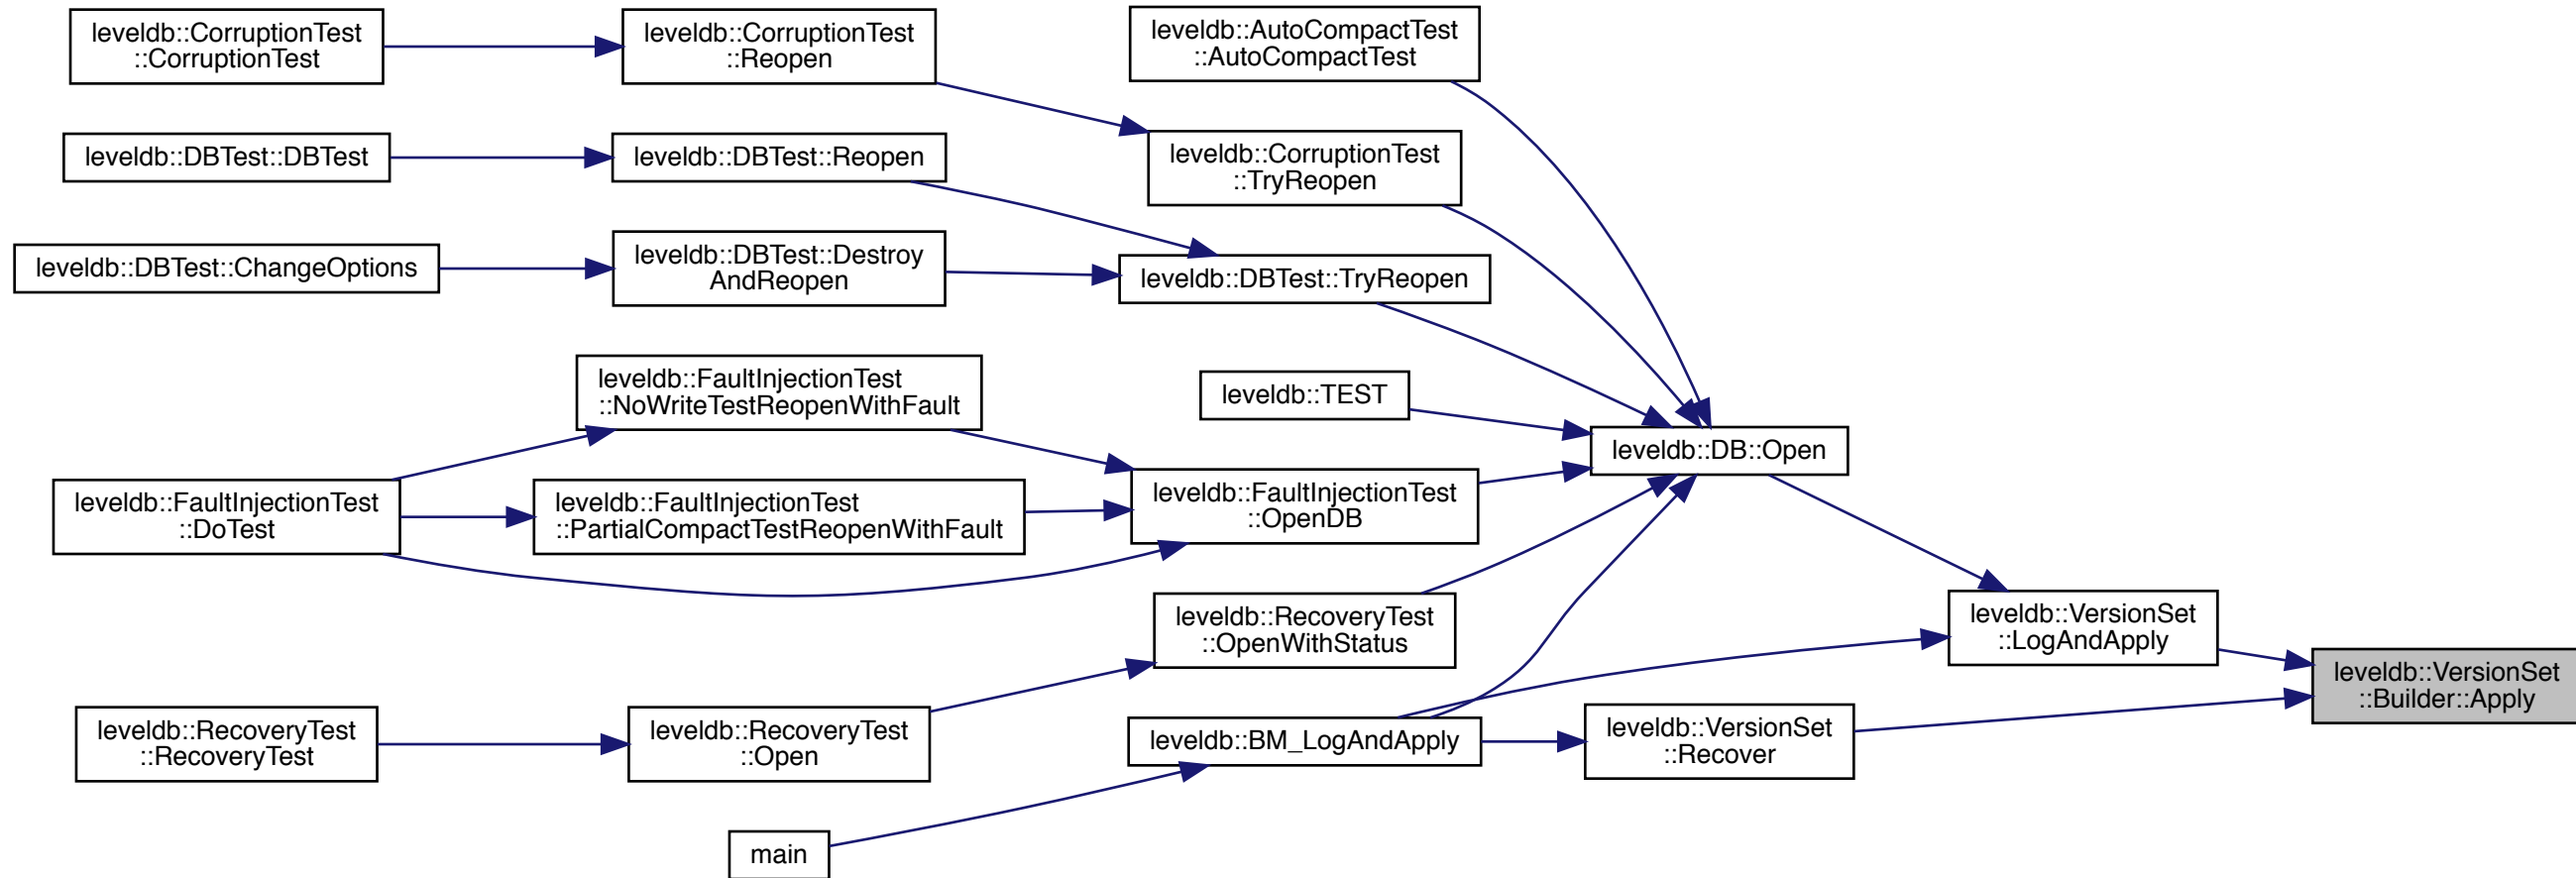 leveldb::CorruptionTest
::CorruptionTest
leveldb::CorruptionTest
::Reopen
leveldb::AutoCompactTest
::AutoCompactTest
leveldb::DBTest::DBTest
leveldb::DBTest::Reopen
leveldb::CorruptionTest
::TryReopen
leveldb::DBTest::ChangeOptions
leveldb::DBTest::Destroy
AndReopen
leveldb::DBTest::TryReopen
leveldb::FaultInjectionTest
::NoWriteTestReopenWithFault
leveldb::TEST
leveldb::DB::Open
leveldb::FaultInjectionTest
::DoTest
leveldb::FaultInjectionTest
::PartialCompactTestReopenWithFault
leveldb::FaultInjectionTest
::OpenDB
leveldb::RecoveryTest
::OpenWithStatus
leveldb::VersionSet
::LogAndApply
leveldb::VersionSet
::Builder::Apply
leveldb::RecoveryTest
::RecoveryTest
leveldb::RecoveryTest
::Open
leveldb::BM_LogAndApply
leveldb::VersionSet
::Recover
main